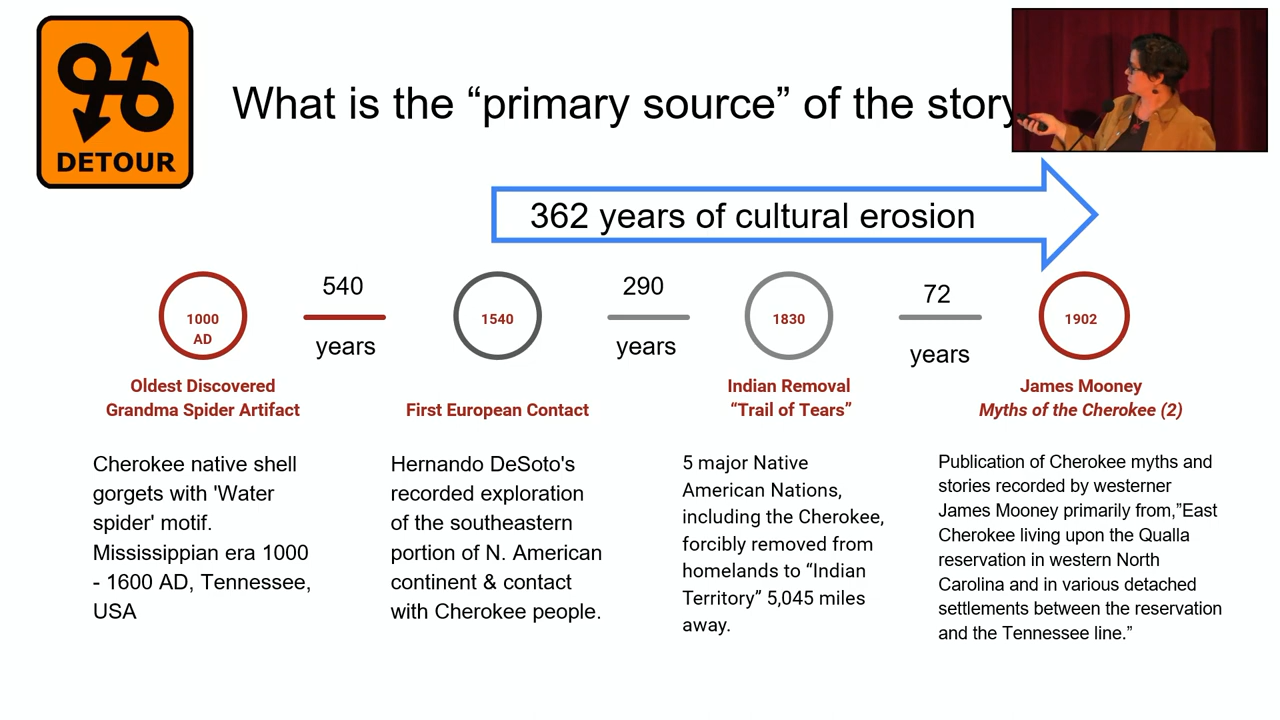 DETOUR
What is the “primary source” of the story
362 years of cultural erosion
1000
AD
540
years
1540
290
years
1830
72
years
1902
Oldest Discovered
Grandma Spider Artifact
First European Contact
Indian Removal
“Trail of Tears”
James Mooney
Myths of the Cherokee (2)
Cherokee native shell
gorgets with 'Water
spider' motif.
Mississippian era 1000
- 1600 AD, Tennessee,
USA
Hernando DeSoto's
recorded exploration
of the southeastern
portion of N. American
continent & contact
with Cherokee people.
5 major Native
American Nations,
including the Cherokee,
forcibly removed from
homelands to “Indian
Territory” 5,045 miles
away.
Publication of Cherokee myths and
stories recorded by westerner
James Mooney primarily from,”East
Cherokee living upon the Qualla
reservation in western North
Carolina and in various detached
settlements between the reservation
and the Tennessee line.”